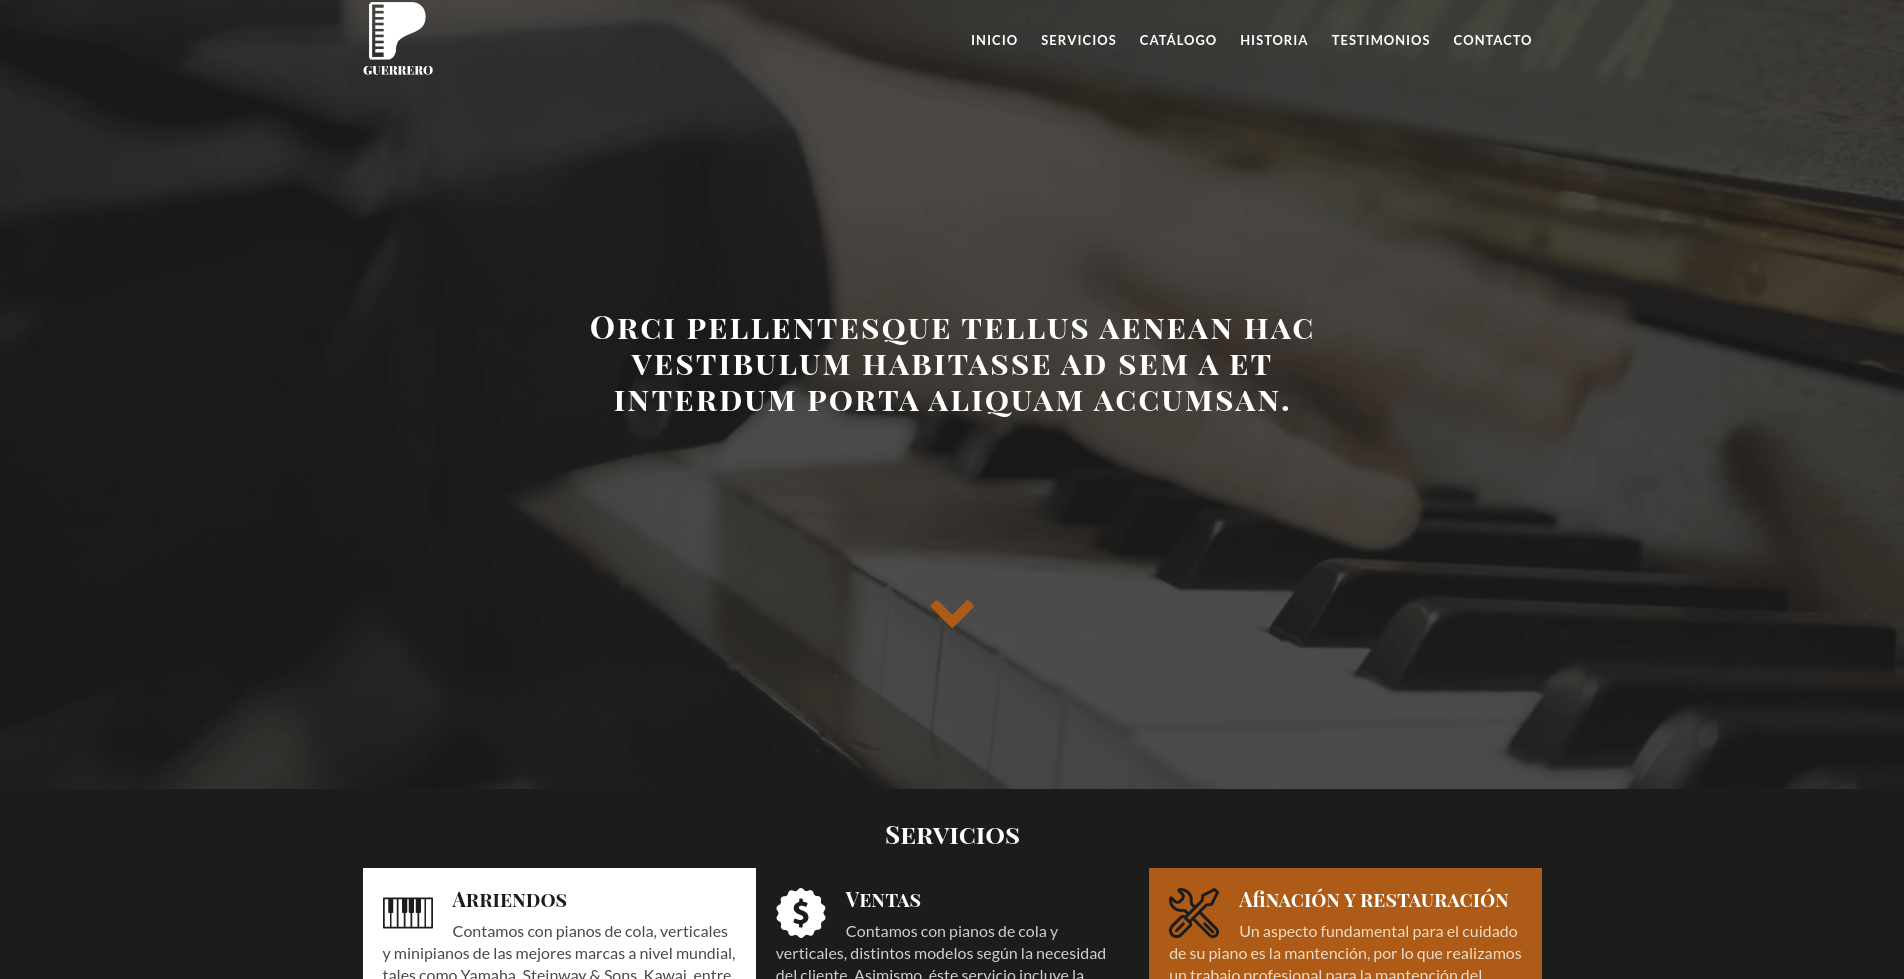 GUERRERO
INICIO SERVICIOS CATÁLOGO HISTORIA TESTIMONIOS CONTACTO
Orci pellentesque tellus aenean hac
vestibulum habitasse ad sem a et
interdum porta aliquam accumsan.
Servicios
Arriendos
Contamos con pianos de cola, verticales
y minipianos de las mejores marcas a nivel mundial,
tales como Yamaha, Steinway & Sons, Kawai, entre
Ventas
Contamos con pianos de cola y
verticales, distintos modelos según la necesidad
del cliente. Asimismo, éste servicio incluye la
Afinación y restauración
Un aspecto fundamental para el cuidado
de su piano es la mantención, por lo que realizamos
un trabajo profesional para la mantención del